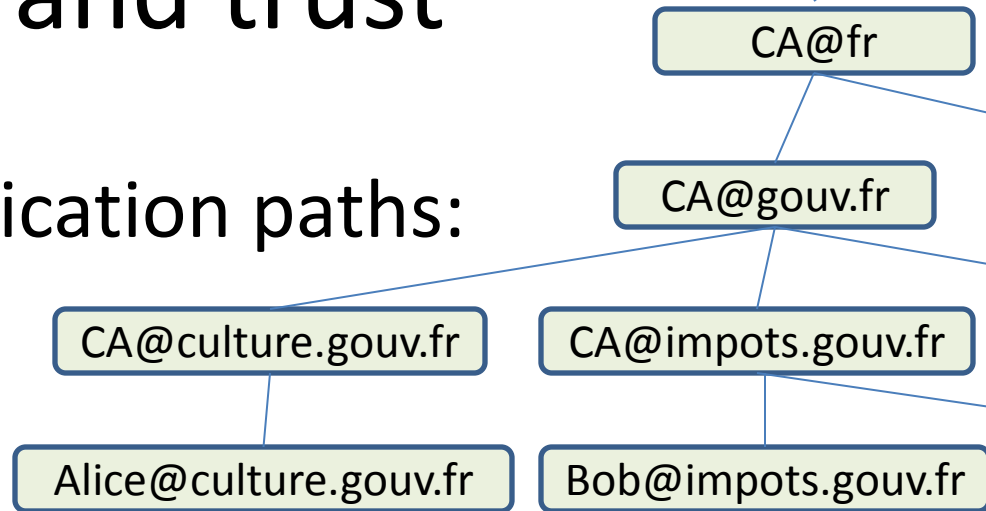 and trust
CA@fr
ication paths:
CA@gouv.fr
CA@culture.gouv.fr
CA@impots.gouv.fr
Alice@culture.gouv.fr
Bob@impots.gouv.fr